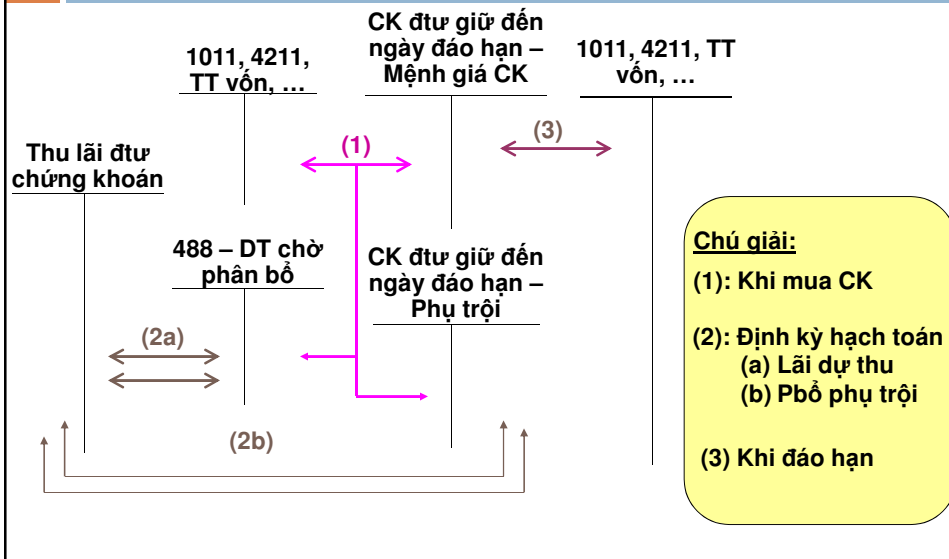 1011, 4211,
TT vốn, …
CK đtư giữ đến
ngày đáo hạn –
Mệnh giá CK
1011, 4211, TT
vốn, …
Thu lãi đtư
chứng khoán
(1)
(3)
488 – DT chờ
phân bổ
CK đtư giữ đến
ngày đáo hạn –
Phụ trội
(2a)
(2b)
Chú giải:
(1): Khi mua CK
(2): Định kỳ hạch toán
(a) Lãi dự thu
(b) Pbổ phụ trội
(3) Khi đáo hạn